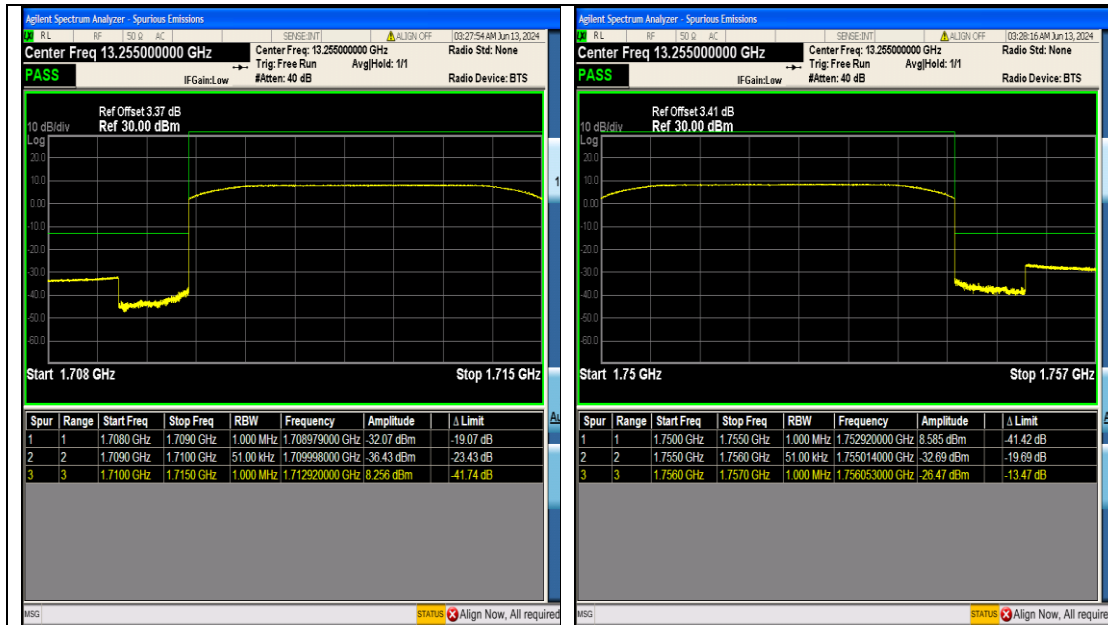 Agilent Spectrum Analyzer - Spurious Emissions
LXI RL RF 50 Ω AC SENSE:INT ALIGN OFF 03:27:54 AM Jun 13, 2024
Center Freq 13.255000000 GHz
Center Freq: 13.255000000 GHz
Radio Std: None
Trig: Free Run Avg|Hold: 1/1
PASS
IFGain:Low
#Atten: 40 dB
Radio Device: BTS
Ref Offset 3.37 dB
10 dB/div Ref 30.00 dBm
Log
20.0
10.0
0.00
-10.0
-20.0
-30.0
-40.0
-50.0
-60.0
Start 1.708 GHz Stop 1.715 GHz
Spur Range Start Freq Stop Freq RBW Frequency Amplitude Δ Limit
1 1 1.7080 GHz 1.7090 GHz 1.000 MHz 1.708979000 GHz -32.07 dBm -19.07 dB
2 2 1.7090 GHz 1.7100 GHz 51.00 kHz 1.709998000 GHz -36.43 dBm -23.43 dB
3 3 1.7100 GHz 1.7150 GHz 1.000 MHz 1.712920000 GHz 8.256 dBm -41.74 dB
MSG STATUS Align Now, All required
Agilent Spectrum Analyzer - Spurious Emissions
LXI RL RF 50 Ω AC SENSE:INT ALIGN OFF 03:28:16 AM Jun 13, 2024
Center Freq 13.255000000 GHz
Center Freq: 13.255000000 GHz
Radio Std: None
Trig: Free Run Avg|Hold: 1/1
PASS
IFGain:Low
#Atten: 40 dB
Radio Device: BTS
Ref Offset 3.41 dB
10 dB/div Ref 30.00 dBm
Log
20.0
10.0
0.00
-10.0
-20.0
-30.0
-40.0
-50.0
-60.0
Start 1.75 GHz Stop 1.757 GHz
Spur Range Start Freq Stop Freq RBW Frequency Amplitude Δ Limit
1 1 1.7500 GHz 1.7550 GHz 1.000 MHz 1.752920000 GHz 8.585 dBm -41.42 dB
2 2 1.7550 GHz 1.7560 GHz 51.00 kHz 1.755014000 GHz -32.69 dBm -19.69 dB
3 3 1.7560 GHz 1.7570 GHz 1.000 MHz 1.756053000 GHz -26.47 dBm -13.47 dB
MSG STATUS Align Now, All require